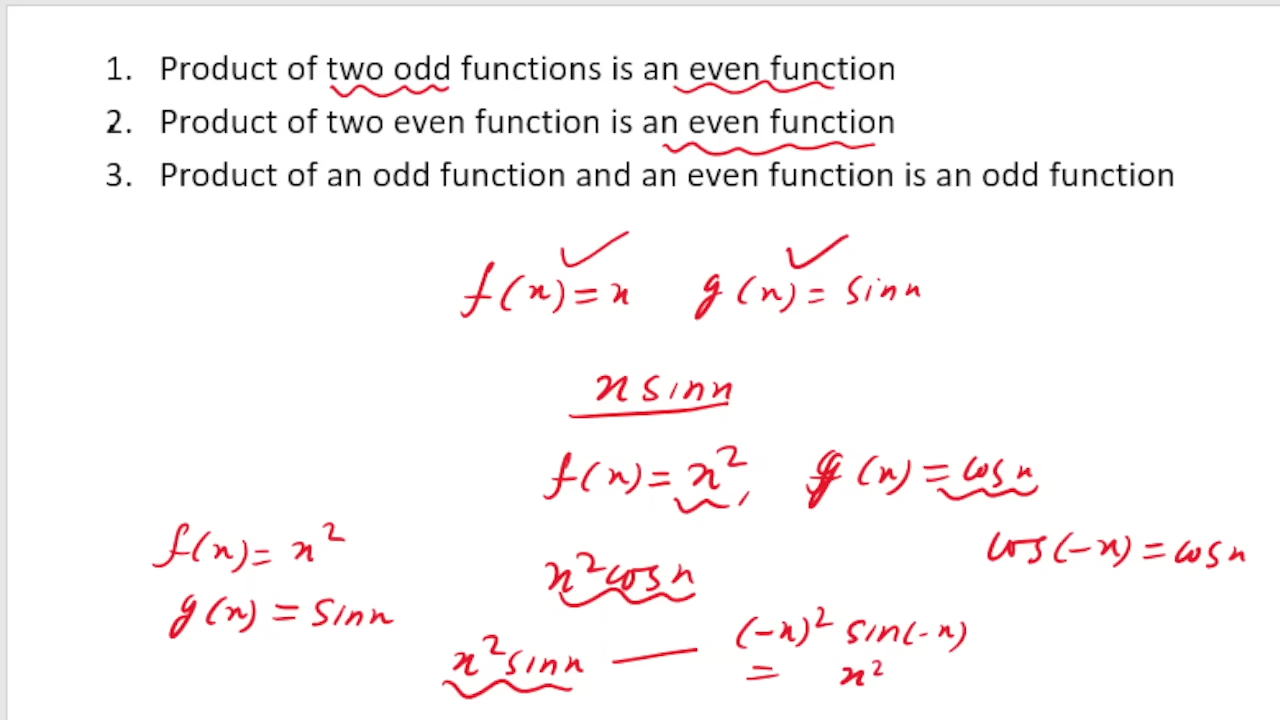 1. Product of two odd functions is an even function
2. Product of two even function is an even function
3. Product of an odd function and an even function is an odd function
f(x)=x g(x)= sinx
x sinx
f(x)= x², g(x)=cosx
f(x)= x²
cos(-x)=cosx
x²cosx
g(x) = sinx
(-x)² sin(-x)
x²sinx —
= x²